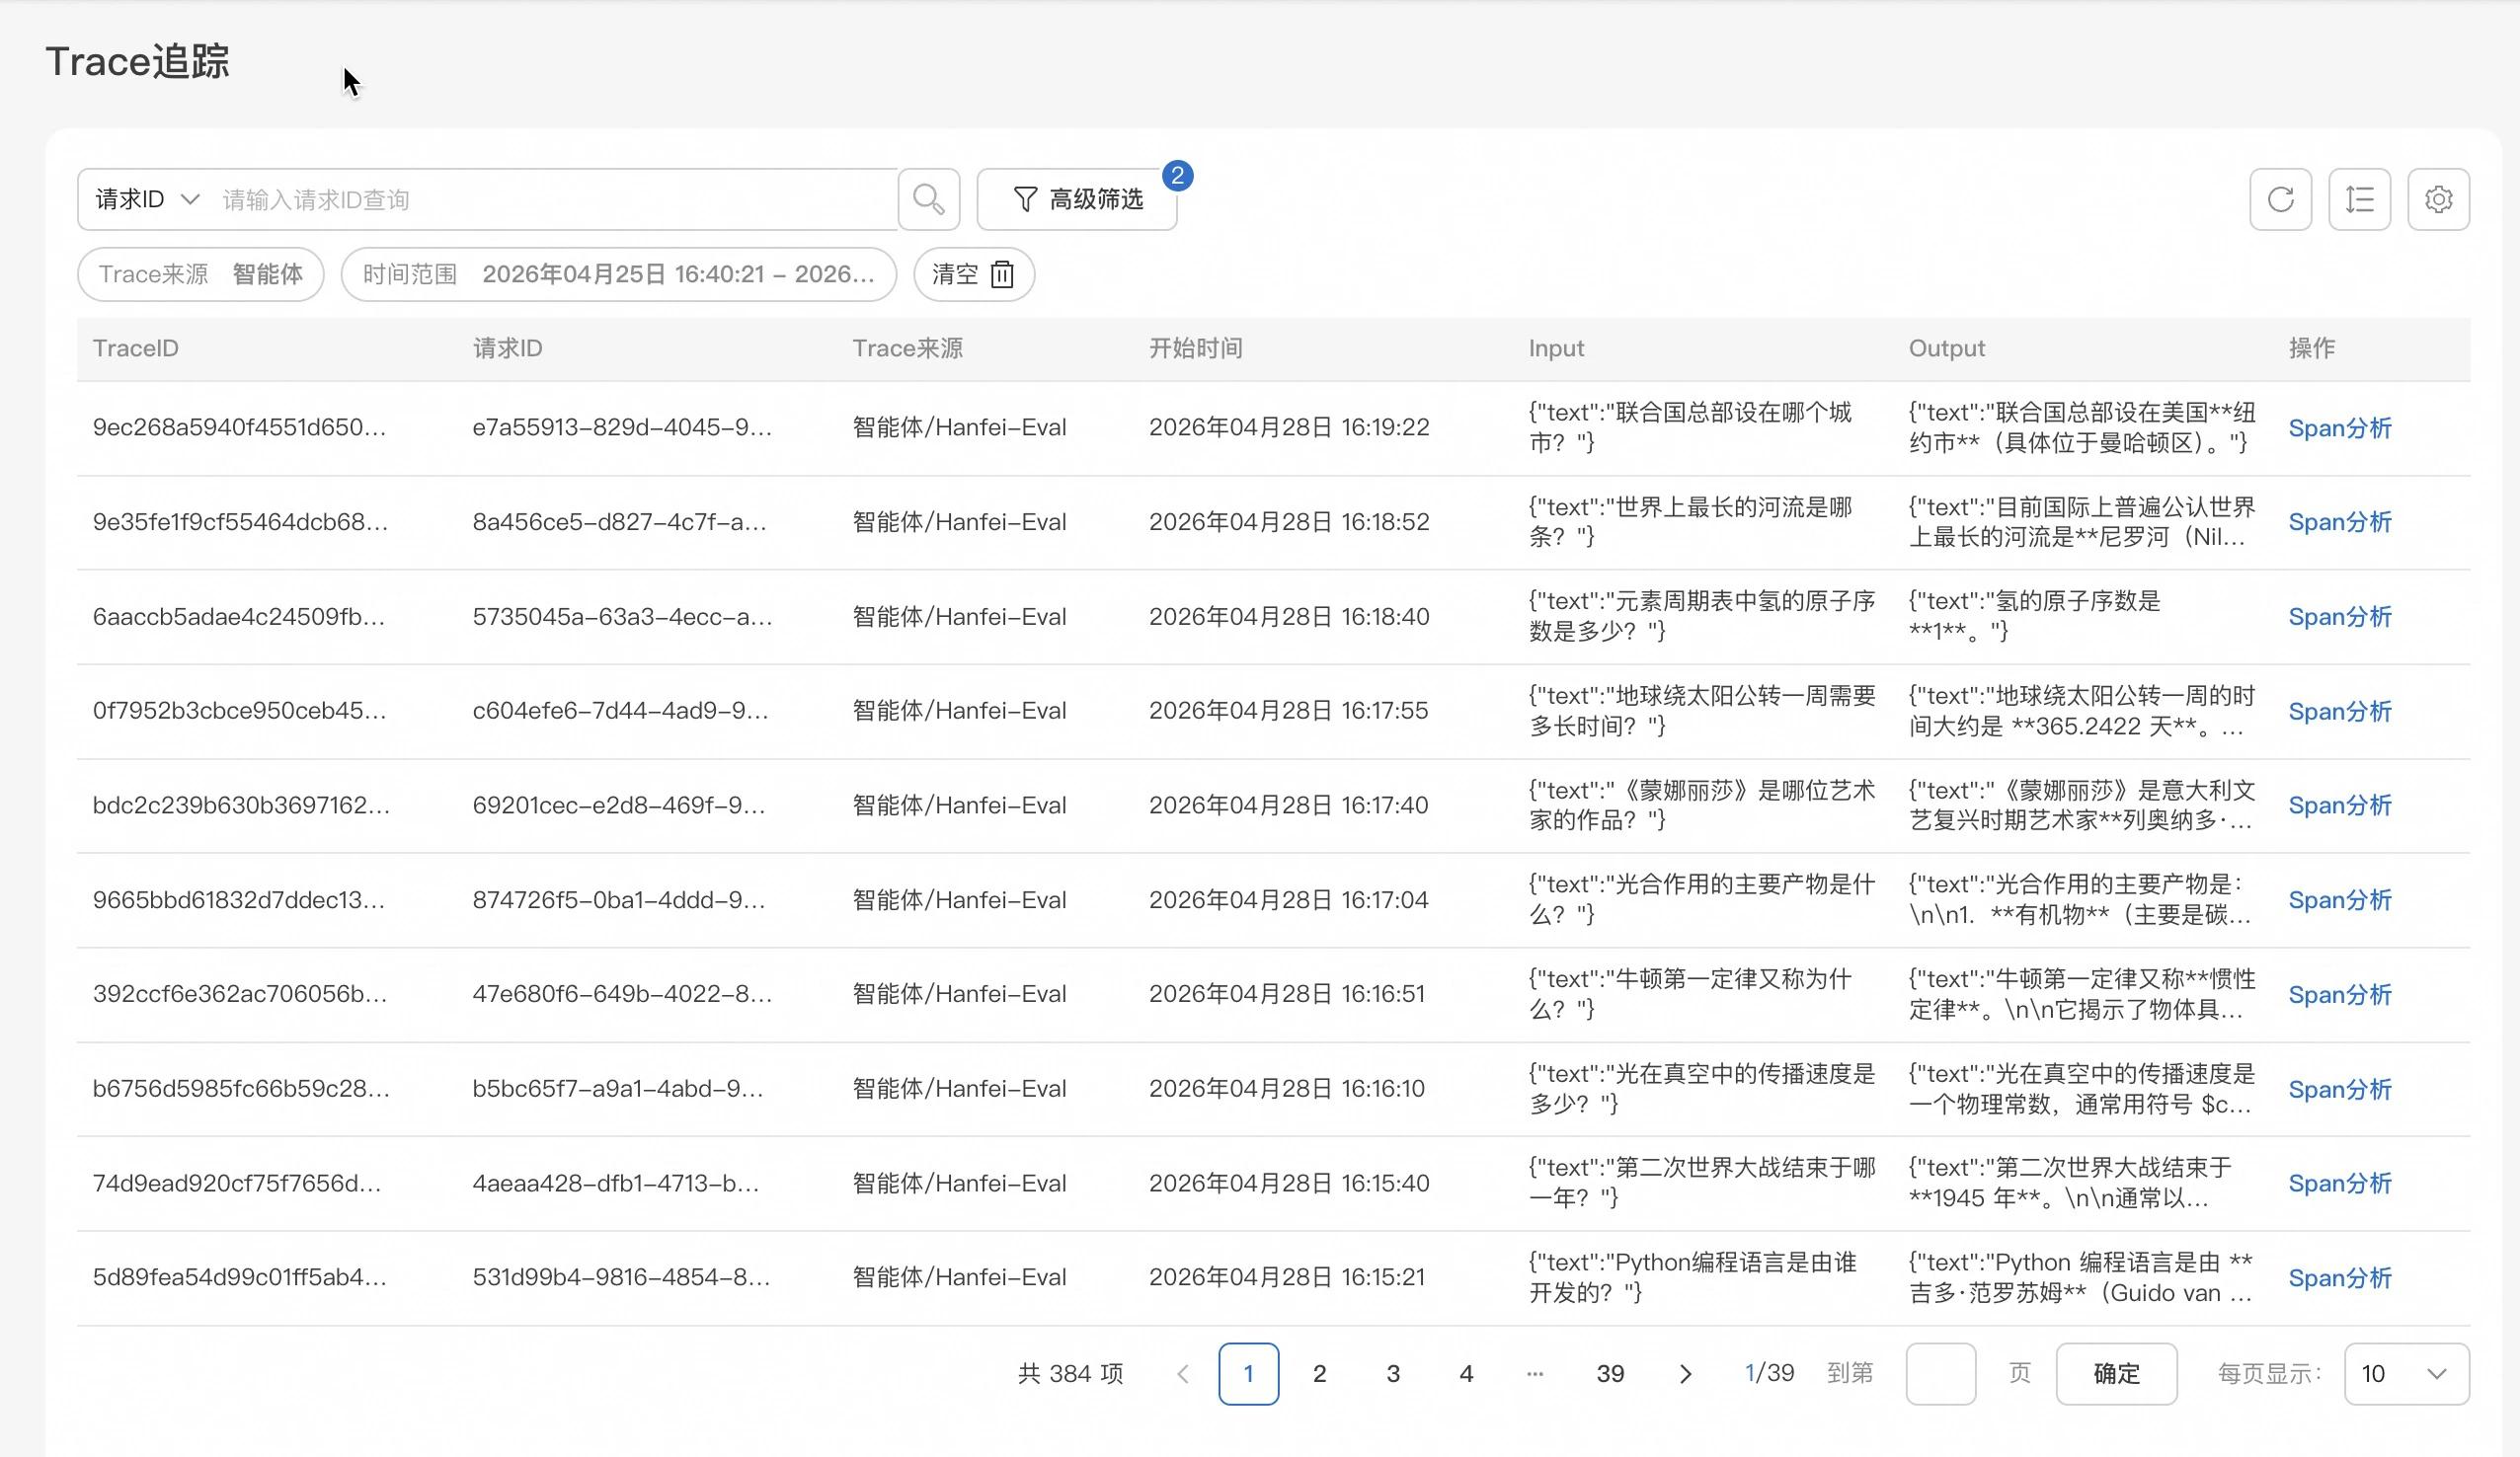 Trace追踪
请求ID 请输入请求ID查询 高级筛选 2
Trace来源 智能体 时间范围 2026年04月25日 16:40:21 – 2026... 清空
TraceID 请求ID Trace来源 开始时间 Input Output 操作
9ec268a5940f4551d650... e7a55913–829d–4045–9... 智能体/Hanfei–Eval 2026年04月28日 16:19:22 {"text":"联合国总部设在哪个城 {"text":"联合国总部设在美国**纽 Span分析
市？"} 约市**（具体位于曼哈顿区）。"}
9e35fe1f9cf55464dcb68... 8a456ce5–d827–4c7f–a... 智能体/Hanfei–Eval 2026年04月28日 16:18:52 {"text":"世界上最长的河流是哪 {"text":"目前国际上普遍公认世界 Span分析
条？"} 上最长的河流是**尼罗河（Nil...
6aaccb5adae4c24509fb... 5735045a–63a3–4ecc–a... 智能体/Hanfei–Eval 2026年04月28日 16:18:40 {"text":"元素周期表中氢的原子序 {"text":"氢的原子序数是 Span分析
数是多少？"} **1**。"}
0f7952b3cbce950ceb45... c604efe6–7d44–4ad9–9... 智能体/Hanfei–Eval 2026年04月28日 16:17:55 {"text":"地球绕太阳公转一周需要 {"text":"地球绕太阳公转一周的时 Span分析
多长时间？"} 间大约是 **365.2422 天**。...
bdc2c239b630b3697162... 69201cec–e2d8–469f–9... 智能体/Hanfei–Eval 2026年04月28日 16:17:40 {"text":"《蒙娜丽莎》是哪位艺术 {"text":"《蒙娜丽莎》是意大利文 Span分析
家的作品？"} 艺复兴时期艺术家**列奥纳多·...
9665bbd61832d7ddec13... 874726f5–0ba1–4ddd–9... 智能体/Hanfei–Eval 2026年04月28日 16:17:04 {"text":"光合作用的主要产物是什 {"text":"光合作用的主要产物是： Span分析
么？"} \n\n1. **有机物**（主要是碳...
392ccf6e362ac706056b... 47e680f6–649b–4022–8... 智能体/Hanfei–Eval 2026年04月28日 16:16:51 {"text":"牛顿第一定律又称为什 {"text":"牛顿第一定律又称**惯性 Span分析
么？"} 定律**。\n\n它揭示了物体具...
b6756d5985fc66b59c28... b5bc65f7–a9a1–4abd–9... 智能体/Hanfei–Eval 2026年04月28日 16:16:10 {"text":"光在真空中的传播速度是 {"text":"光在真空中的传播速度是 Span分析
多少？"} 一个物理常数，通常用符号 $c...
74d9ead920cf75f7656d... 4aeaa428–dfb1–4713–b... 智能体/Hanfei–Eval 2026年04月28日 16:15:40 {"text":"第二次世界大战结束于哪 {"text":"第二次世界大战结束于 Span分析
一年？"} **1945 年**。\n\n通常以...
5d89fea54d99c01ff5ab4... 531d99b4–9816–4854–8... 智能体/Hanfei–Eval 2026年04月28日 16:15:21 {"text":"Python编程语言是由谁 {"text":"Python 编程语言是由 ** Span分析
开发的？"} 吉多·范罗苏姆**（Guido van ...
共 384 项 1 2 3 4 ... 39 1/39 到第 页 确定 每页显示： 10